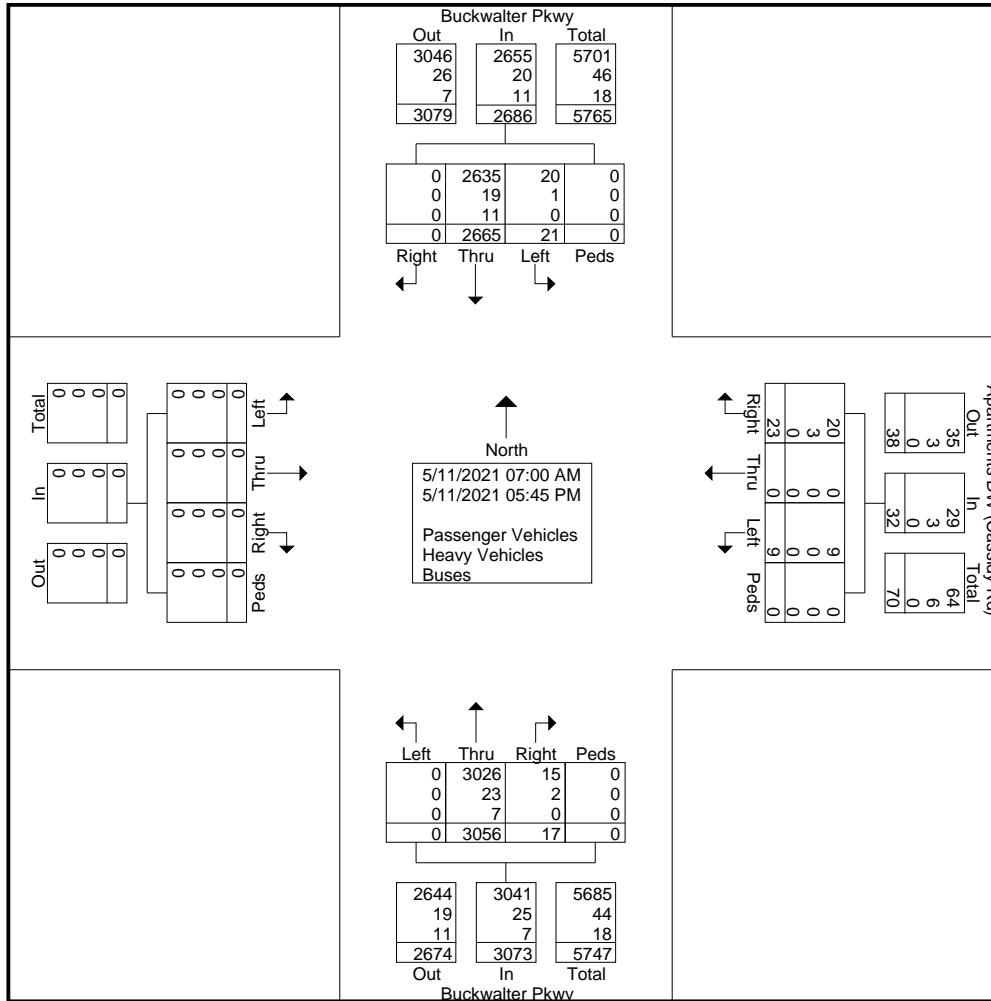 Buckwalter Pkwy
Out In Total
3046 2655 5701
26 20 46
7 11 18
3079 2686 5765
0 2635 20 0
0 19 1 0
0 11 0 0
0 2665 21 0
Right Thru Left Peds
Total
0 0 0 0
In
0 0 0 0
Out
0 0 0 0
Left
0 0 0 0
Thru
0 0 0 0
Right
0 0 0 0
Peds
0 0 0 0
North
5/11/2021 07:00 AM
5/11/2021 05:45 PM
Passenger Vehicles
Heavy Vehicles
Buses
Right
20 3 0 23
Thru
0 0 0 0
Left
9 0 0 9
Peds
0 0 0 0
Apartments DW (Cassidy Rd)
Out
35 3 0 38
In
29 3 0 32
Total
64 6 0 70
Left Thru Right Peds
0 3026 15 0
0 23 2 0
0 7 0 0
0 3056 17 0
2644 3041 5685
19 25 44
11 7 18
2674 3073 5747
Out In Total
Buckwalter Pkwy